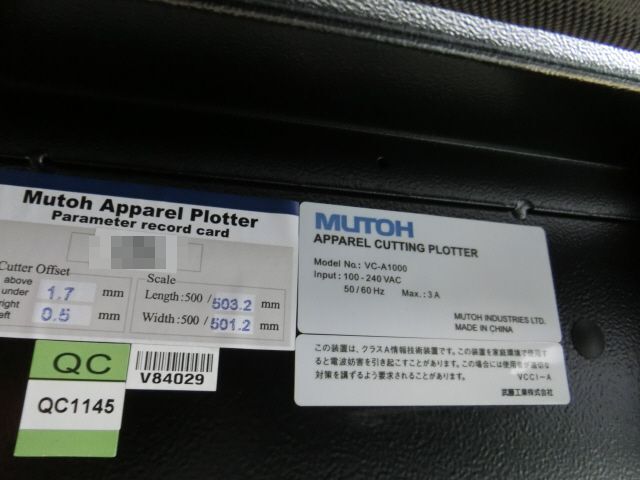 Mutoh Apparel Plotter
Parameter record card
Cutter Offset
above
under 1.7 mm
right
left 0.5 mm
Scale
Length:500 / 503.2 mm
Width:500 / 501.2 mm
QC
QC1145
V84029
MUTOH
APPAREL CUTTING PLOTTER
Model No.: VC-A1000
Input: 100 - 240 VAC
50 / 60 Hz Max.: 3 A
MUTOH INDUSTRIES LTD.
MADE IN CHINA
この装置は、クラスA情報技術装置です。この装置を家庭環境で使用す
ると電波妨害を引き起こすことがあります。この場合には使用者が適切な
対策を講ずるよう要求されることがあります。
VCCI-A
武藤工業株式会社